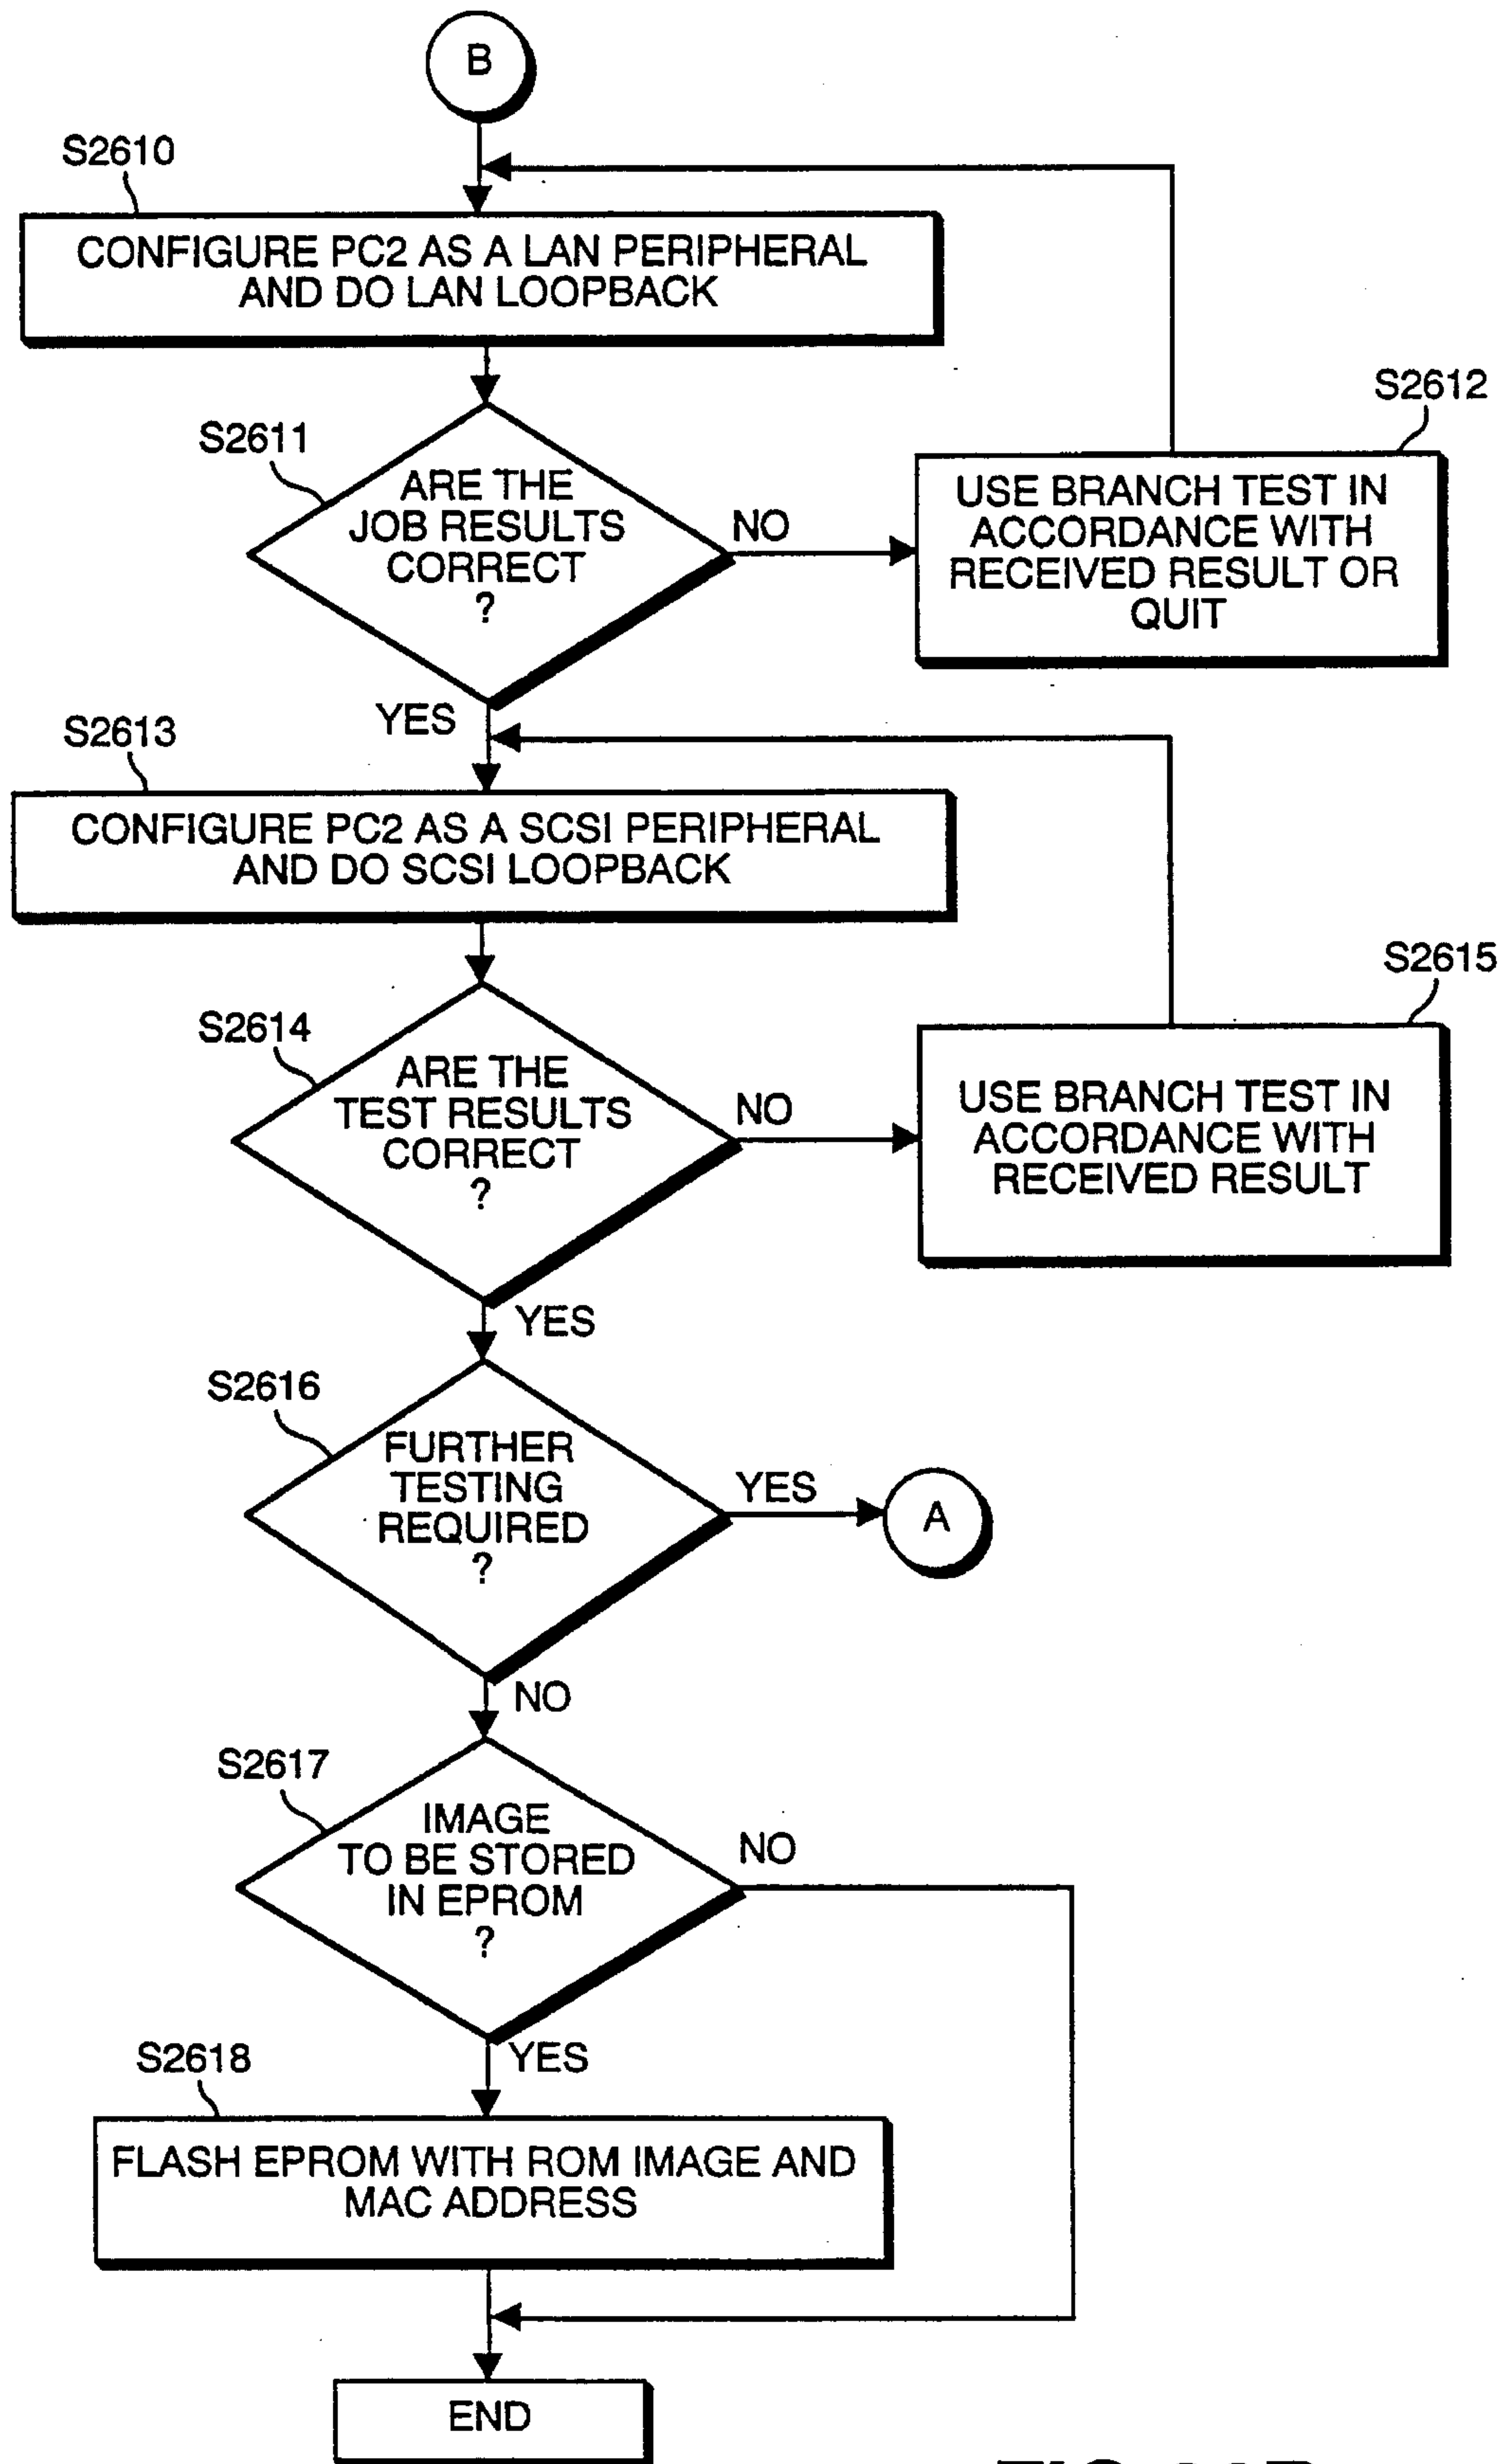 B
S2610
CONFIGURE PC2 AS A LAN PERIPHERAL
AND DO LAN LOOPBACK
S2611
ARE THE
JOB RESULTS
CORRECT
?
NO
S2612
USE BRANCH TEST IN
ACCORDANCE WITH
RECEIVED RESULT OR
QUIT
YES
S2613
CONFIGURE PC2 AS A SCSI PERIPHERAL
AND DO SCSI LOOPBACK
S2614
ARE THE
TEST RESULTS
CORRECT
?
NO
S2615
USE BRANCH TEST IN
ACCORDANCE WITH
RECEIVED RESULT
YES
S2616
FURTHER
TESTING
REQUIRED
?
YES
A
NO
S2617
IMAGE
TO BE STORED
IN EPROM
?
NO
YES
S2618
FLASH EPROM WITH ROM IMAGE AND
MAC ADDRESS
END